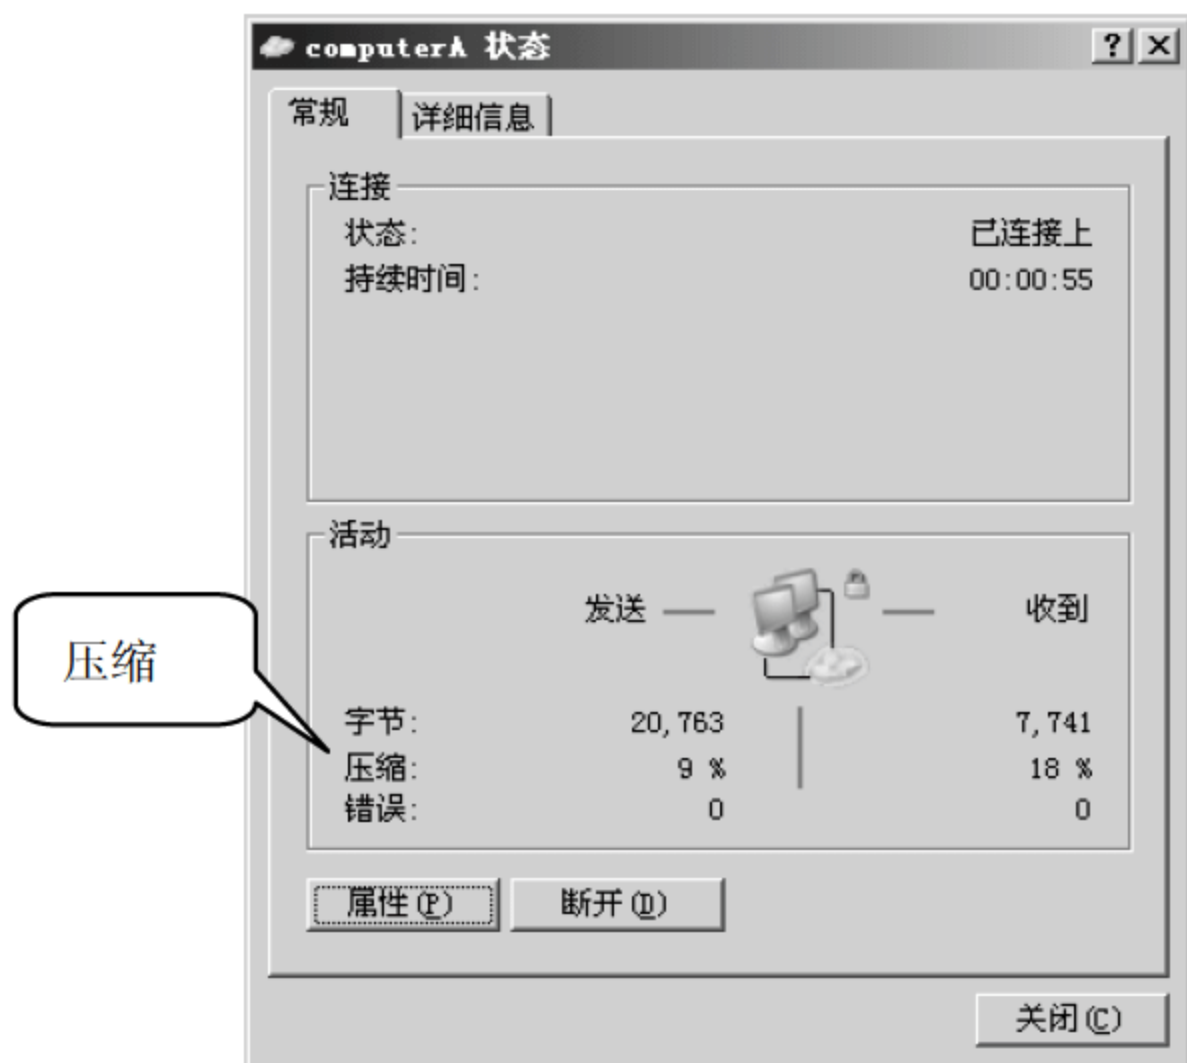 computerA 状态
常规 详细信息
连接
状态: 已连接上
持续时间: 00:00:55
活动
发送 收到
压缩
字节: 20,763 7,741
压缩: 9 % 18 %
错误: 0 0
属性(P) 断开(D)
关闭(C)